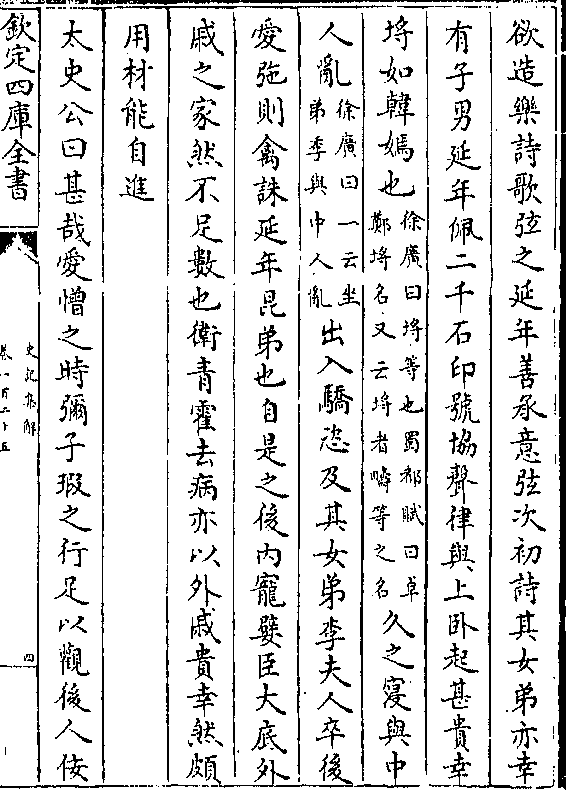 欲造樂詩歌弦之延年善承意弦次初詩其女弟亦幸
有子男延年佩二千石印號協聲律與上卧起甚貴幸
埒如韓嫣也徐廣曰埒等也蜀都賦曰卓鄭埒名又云埒者疇等之名久之寖與中
人亂徐廣曰一云坐弟季與中人亂出入驕恣及其女弟李夫人卒後
愛弛則禽誅延年昆弟也自是之後内寵嬖臣大底外
戚之家然不足數也衛青霍去病亦以外戚貴幸然頗
用材能自進
太史公曰甚哉愛憎之時彌子瑕之行足以觀後人佞
欽定四庫全書
史記集解
卷一百二十五
四